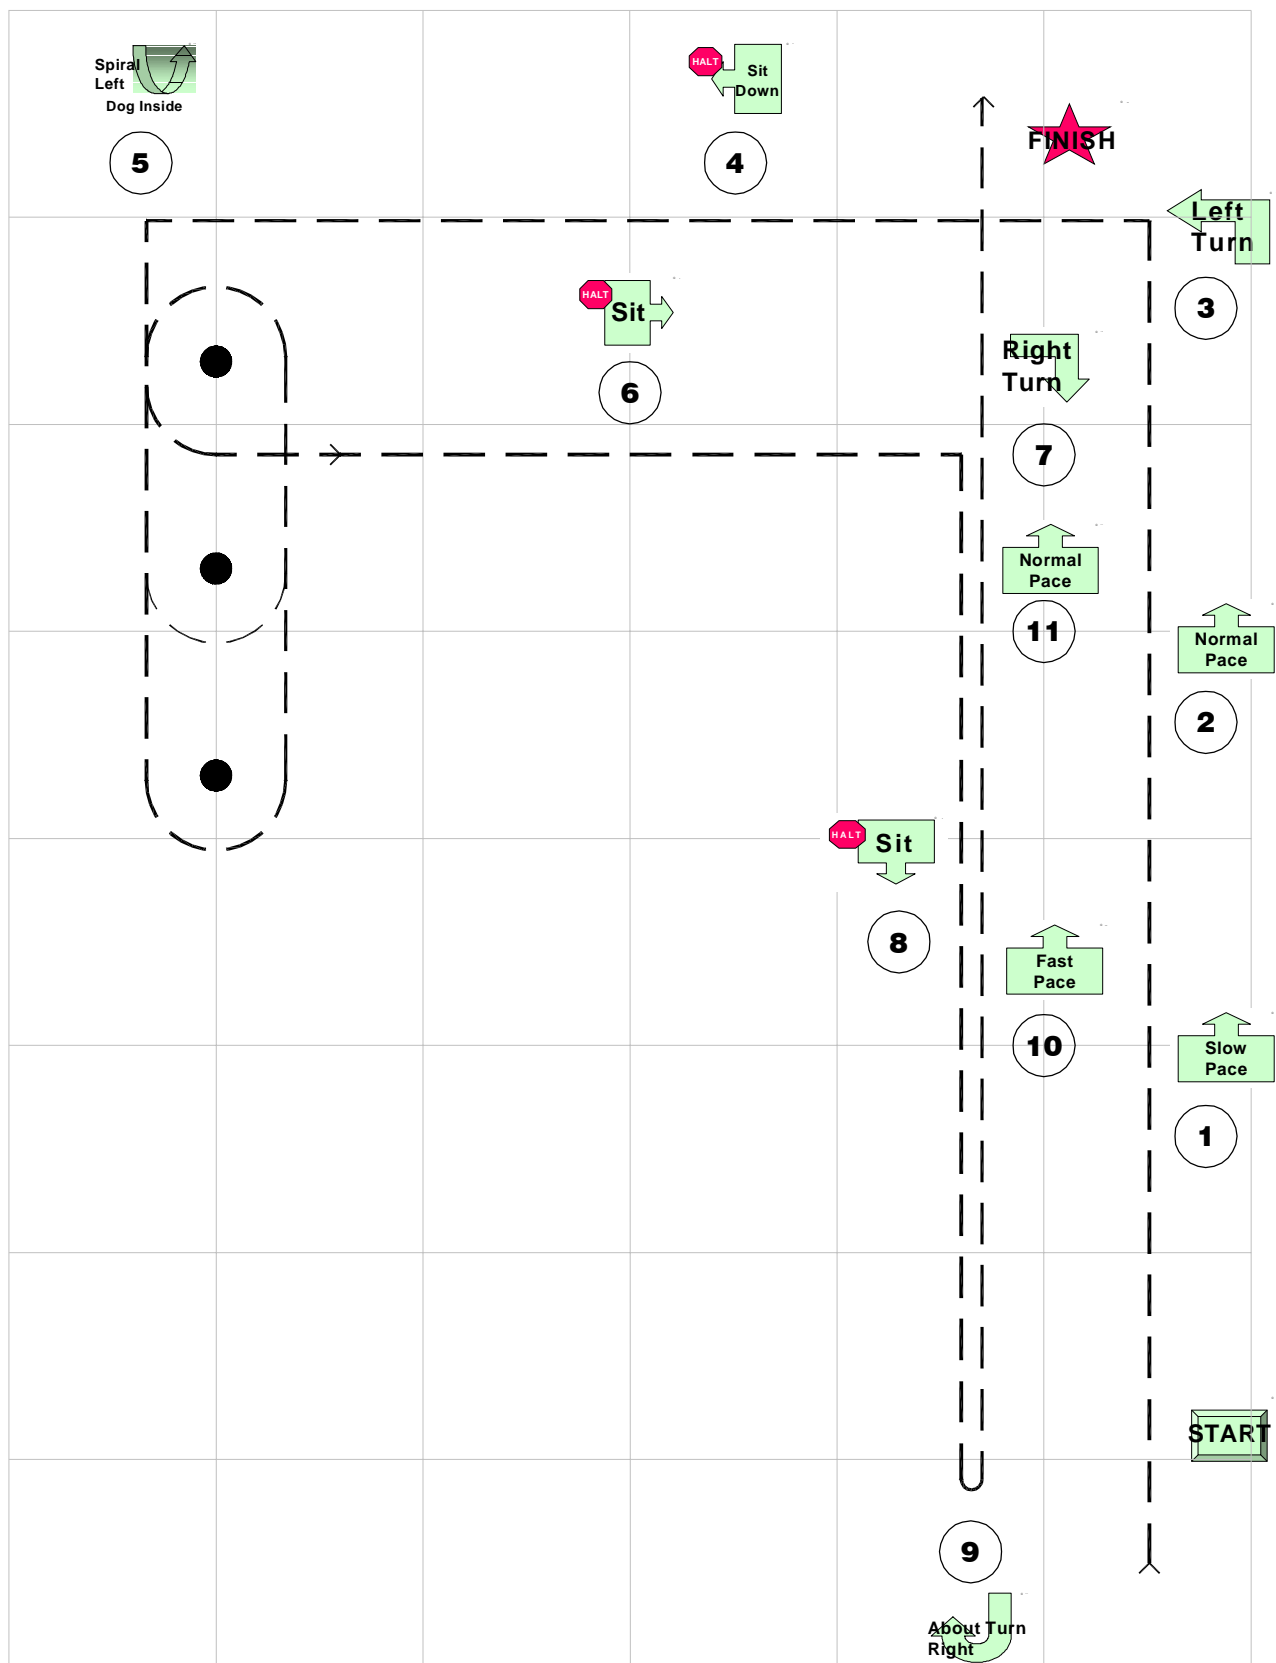 Spiral
Left
Dog Inside
5
HALT
Sit
Down
4
FINISH
Left
Turn
3
HALT
Sit
6
Right
Turn
7
Normal
Pace
11
Normal
Pace
2
HALT
Sit
8
Fast
Pace
10
Slow
Pace
1
START
9
About Turn
Right